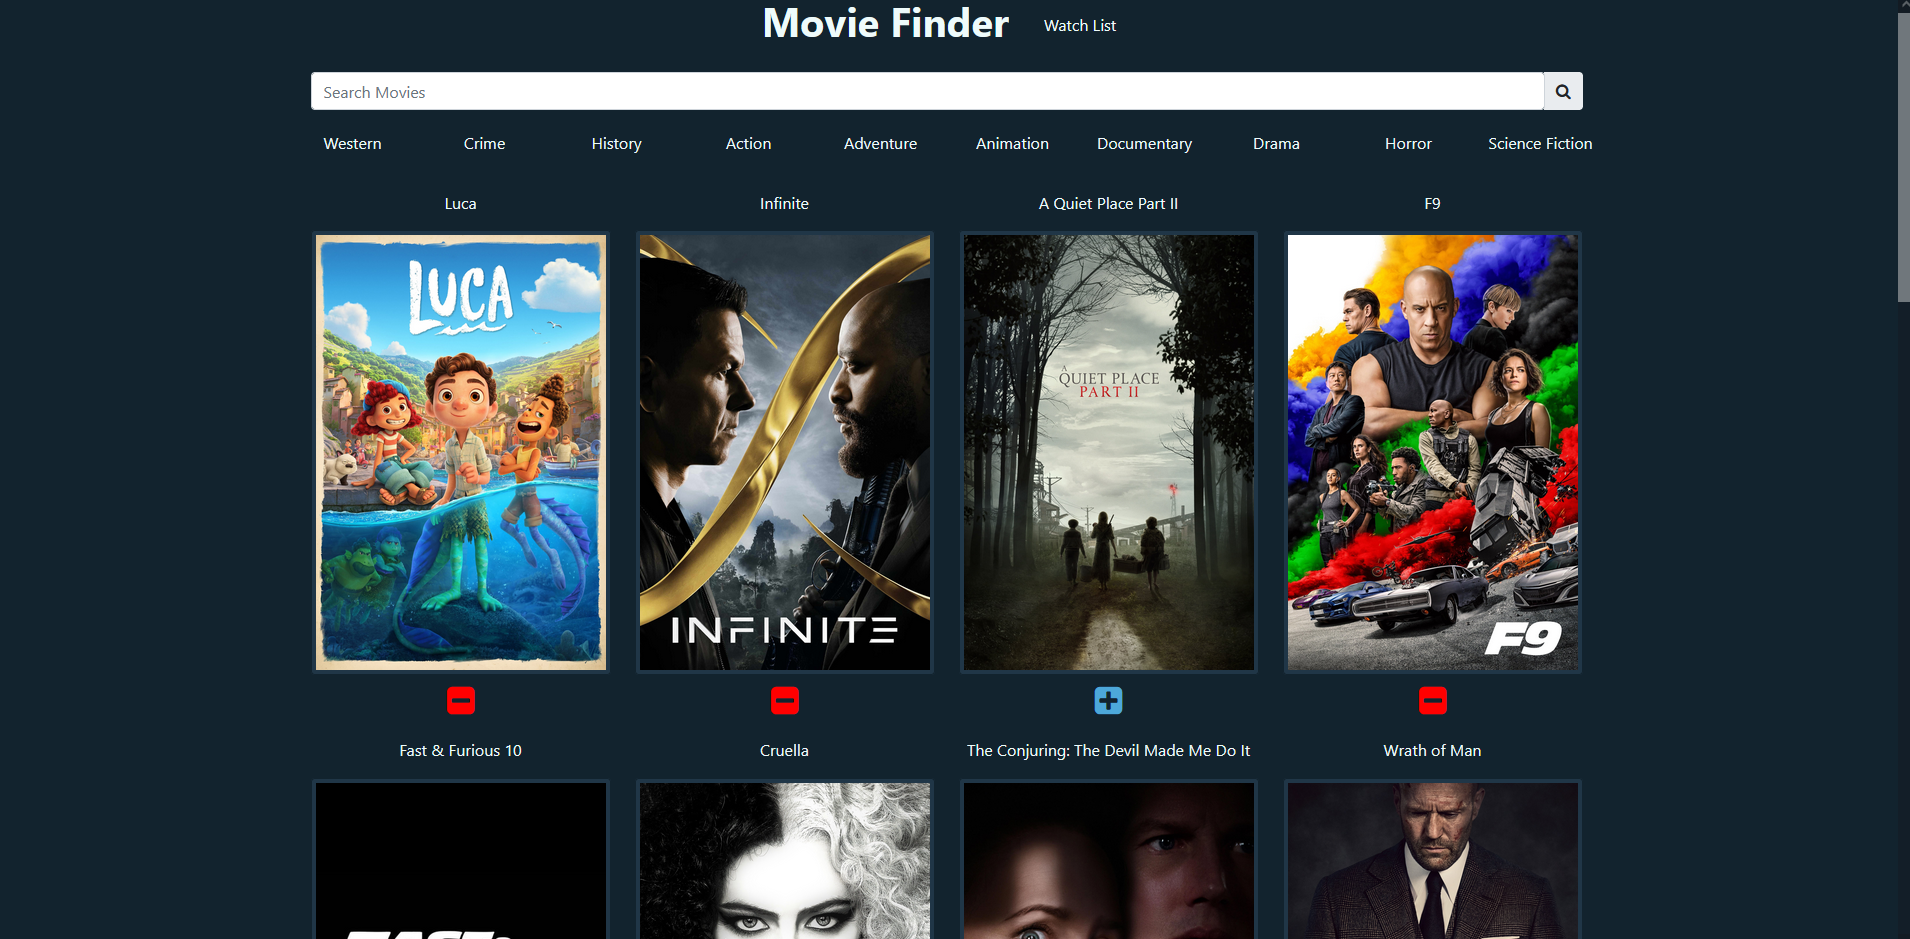 Movie Finder
Watch List
Search Movies
Western
Crime
History
Action
Adventure
Animation
Documentary
Drama
Horror
Science Fiction
Luca
Infinite
A Quiet Place Part II
F9
LUCA
INFINITE
A
QUIET PLACE
PART II
F9
Fast & Furious 10
Cruella
The Conjuring: The Devil Made Me Do It
Wrath of Man